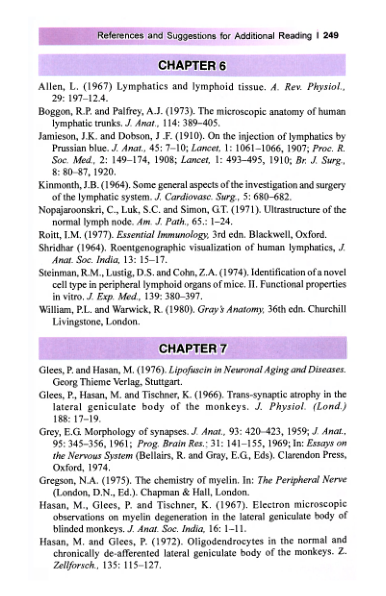 References and Suggestions for Additional Reading I 249
CHAPTER 6
Allen, L. (1967) Lymphatics and lymphoid tissue. A. Rev. Physiol.,
29: 197–12.4.
Boggon, R.P. and Palfrey, A.J. (1973). The microscopic anatomy of human
lymphatic trunks. J. Anat., 114: 389–405.
Jamieson, J.K. and Dobson, J .F. (1910). On the injection of lymphatics by
Prussian blue. J. Anat., 45: 7–10; Lancet, 1: 1061–1066, 1907; Proc. R.
Soc. Med., 2: 149–174, 1908; Lancet, 1: 493–495, 1910; Br. J. Surg.,
8: 80–87, 1920.
Kinmonth, J.B. (1964). Some general aspects of the investigation and surgery
of the lymphatic system. J. Cardiovasc. Surg., 5: 680–682.
Nopajaroonskri, C., Luk, S.C. and Simon, G.T. (1971). Ultrastructure of the
normal lymph node. Am. J. Path., 65.: 1–24.
Roitt, I.M. (1977). Essential Immunology, 3rd edn. Blackwell, Oxford.
Shridhar (1964). Roentgenographic visualization of human lymphatics, J.
Anat. Soc. India, 13: 15–17.
Steinman, R.M., Lustig, D.S. and Cohn, Z.A. (1974). Identification of a novel
cell type in peripheral lymphoid organs of mice. II. Functional properties
in vitro. J. Exp. Med., 139: 380–397.
William, P.L. and Warwick, R. (1980). Gray's Anatomy, 36th edn. Churchill
Livingstone, London.
CHAPTER 7
Glees, P. and Hasan, M. (1976). Lipofuscin in Neuronal Aging and Diseases.
Georg Thieme Verlag, Stuttgart.
Glees, P., Hasan, M. and Tischner, K. (1966). Trans-synaptic atrophy in the
lateral geniculate body of the monkeys. J. Physiol. (Lond.)
188: 17–19.
Grey, E.G. Morphology of synapses. J. Anat., 93: 420–423, 1959; J. Anat.,
95: 345–356, 1961; Prog. Brain Res.; 31: 141–155, 1969; In: Essays on
the Nervous System (Bellairs, R. and Gray, E.G., Eds). Clarendon Press,
Oxford, 1974.
Gregson, N.A. (1975). The chemistry of myelin. In: The Peripheral Nerve
(London, D.N., Ed.). Chapman & Hall, London.
Hasan, M., Glees, P. and Tischner, K. (1967). Electron microscopic
observations on myelin degeneration in the lateral geniculate body of
blinded monkeys. J. Anat. Soc. India, 16: 1–11.
Hasan, M. and Glees, P. (1972). Oligodendrocytes in the normal and
chronically de-afferented lateral geniculate body of the monkeys. Z.
Zellforsch., 135: 115–127.